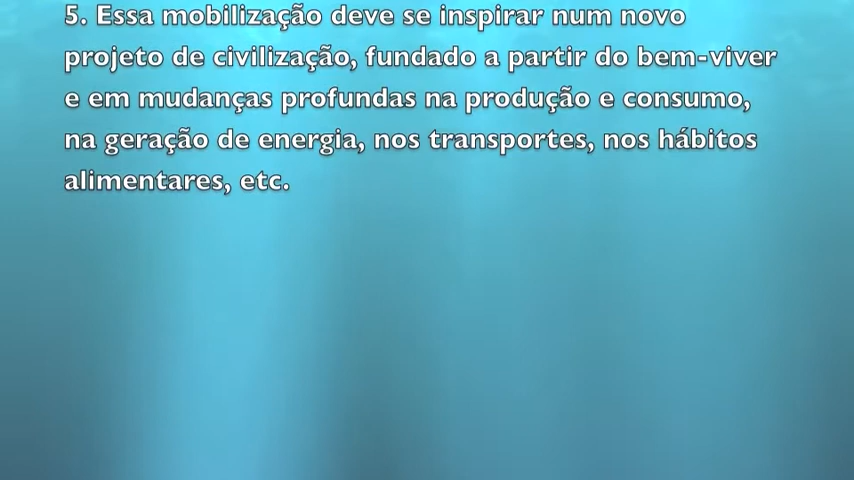 5. Essa mobilização deve se inspirar num novo
projeto de civilização, fundado a partir do bem-viver
e em mudanças profundas na produção e consumo,
na geração de energia, nos transportes, nos hábitos
alimentares, etc.